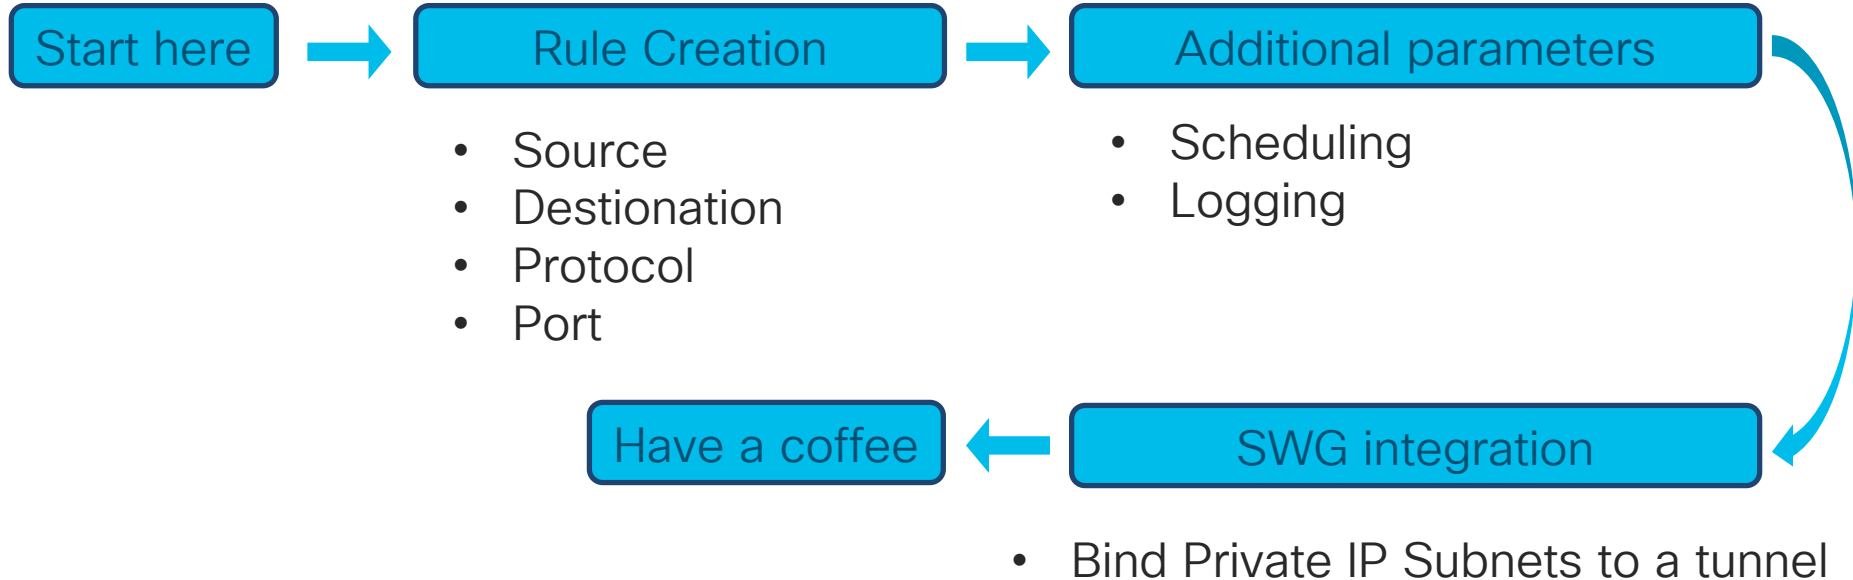 Start here
Rule Creation
Additional parameters
• Source
• Destionation
• Protocol
• Port
• Scheduling
• Logging
Have a coffee
SWG integration
• Bind Private IP Subnets to a tunnel